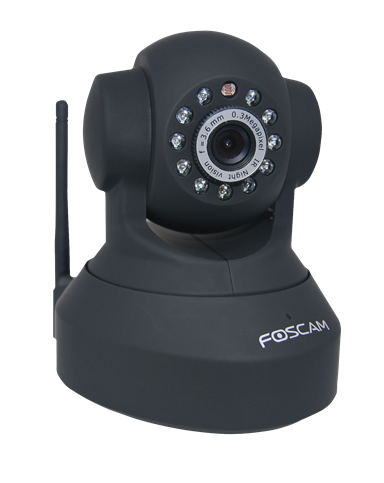 f = 3.6 mm 0.3Megapixel IR Night vision
FOSCAM